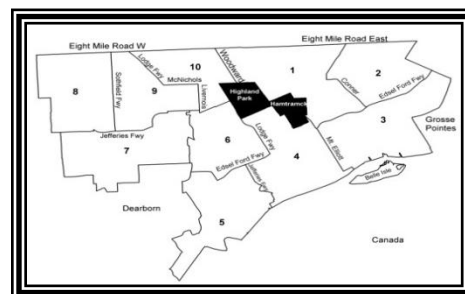 Eight Mile Road W
Eight Mile Road East
10
Lodge Fwy
McNichols
Woodward
1
Conner
2
Edsel Ford Fwy
8
Southfield Fwy
9
Livernois
Highland
Park
Hamtramck
3
Grosse
Pointes
Jefferies Fwy
7
6
Lodge Fwy
Mt. Elliott
Edsel Ford Fwy
Jefferies Fwy
4
Belle Isle
Dearborn
5
Canada